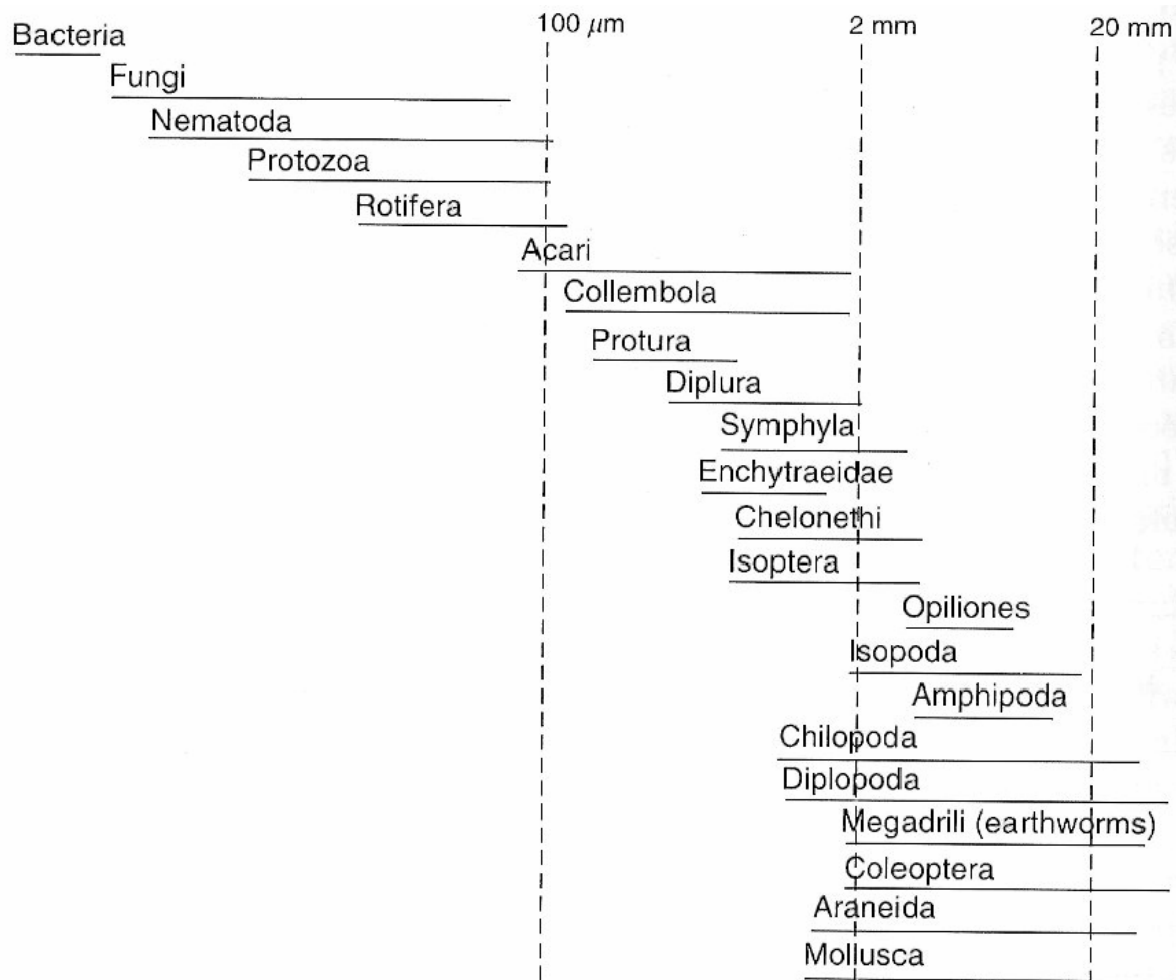 100 μm 2 mm 20 mm
Bacteria
Fungi
Nematoda
Protozoa
Rotifera
Acari
Collembola
Protura
Diplura
Symphyla
Enchytraeidae
Chelonethi
Isoptera
Opiliones
Isopoda
Amphipoda
Chilopoda
Diplopoda
Megadrili (earthworms)
Coleoptera
Araneida
Mollusca